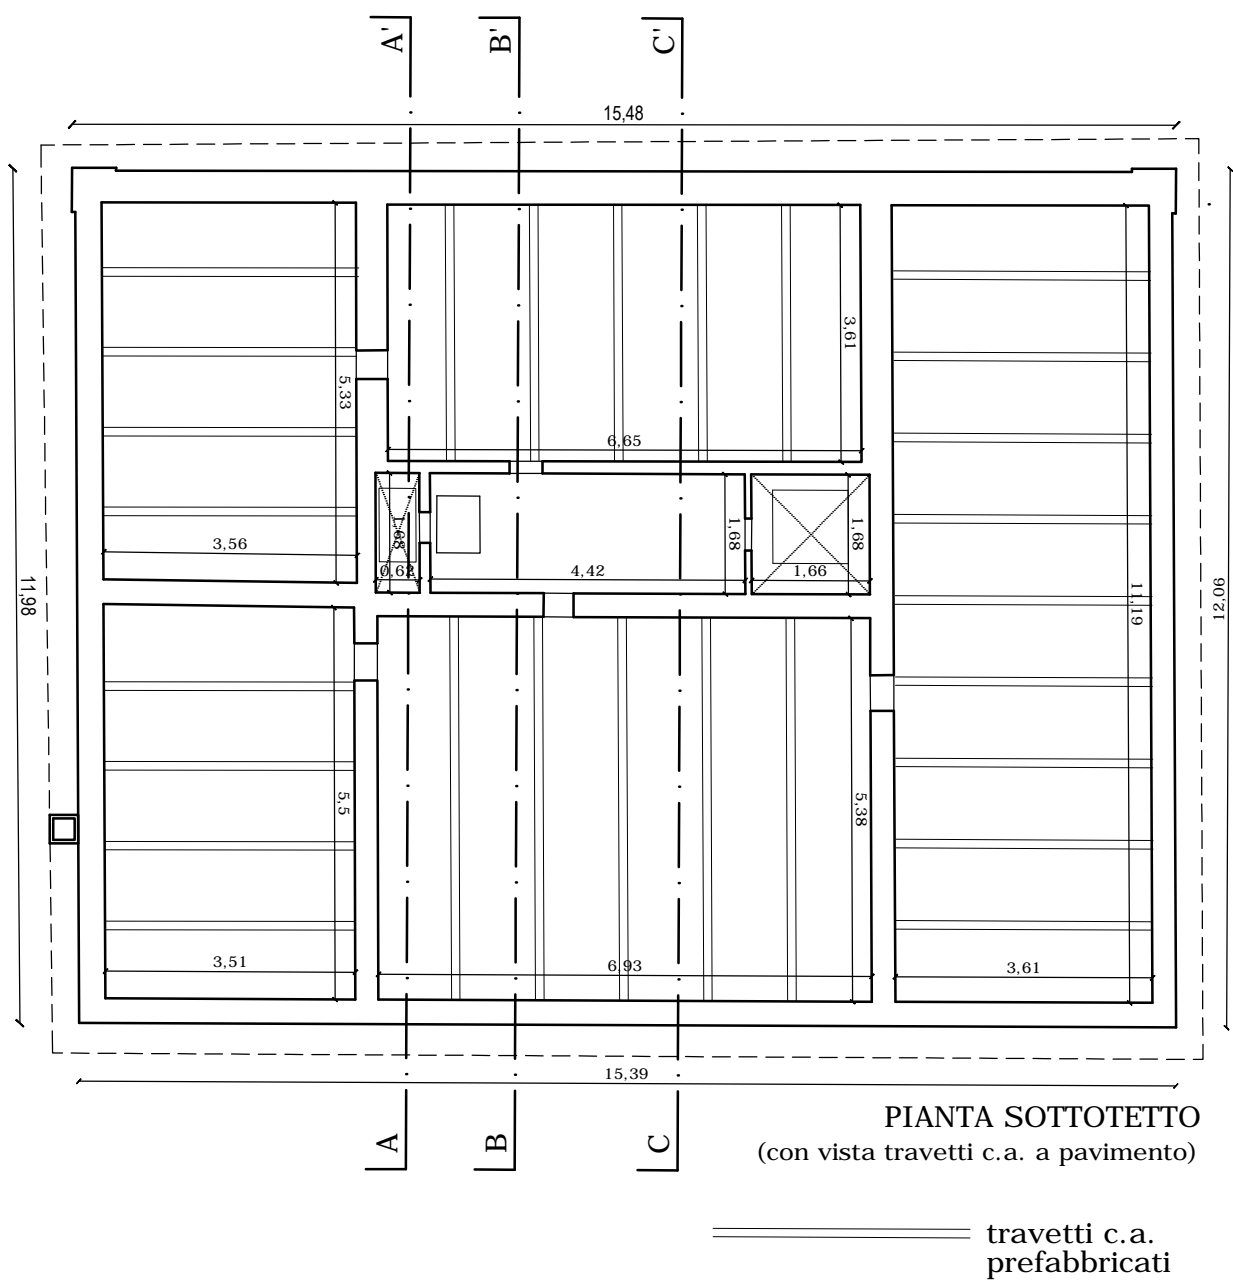 A'
B'
C'
15,48
3,61
5,33
6,65
3,56
1,68
0,62
4,42
1,68
1,66
1,68
11,98
11,19
12,06
5,5
5,38
3,51
6,93
3,61
15,39
A
B
C
PIANTA SOTTOTETTO
(con vista travetti c.a. a pavimento)
travetti c.a.
prefabbricati